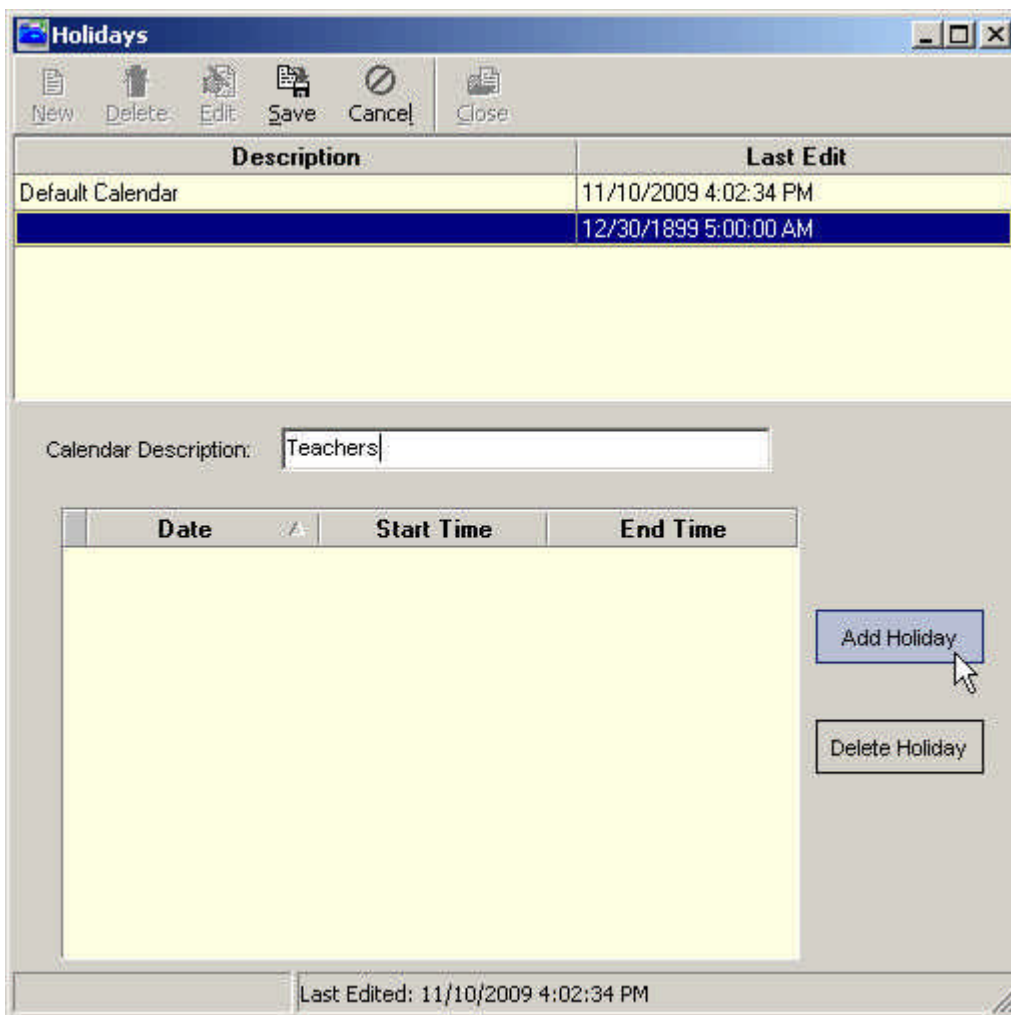 Holidays
New Delete Edit Save Cancel Close
Description Last Edit
Default Calendar 11/10/2009 4:02:34 PM
12/30/1899 5:00:00 AM
Calendar Description: Teachers
Date Start Time End Time
Add Holiday
Delete Holiday
Last Edited: 11/10/2009 4:02:34 PM